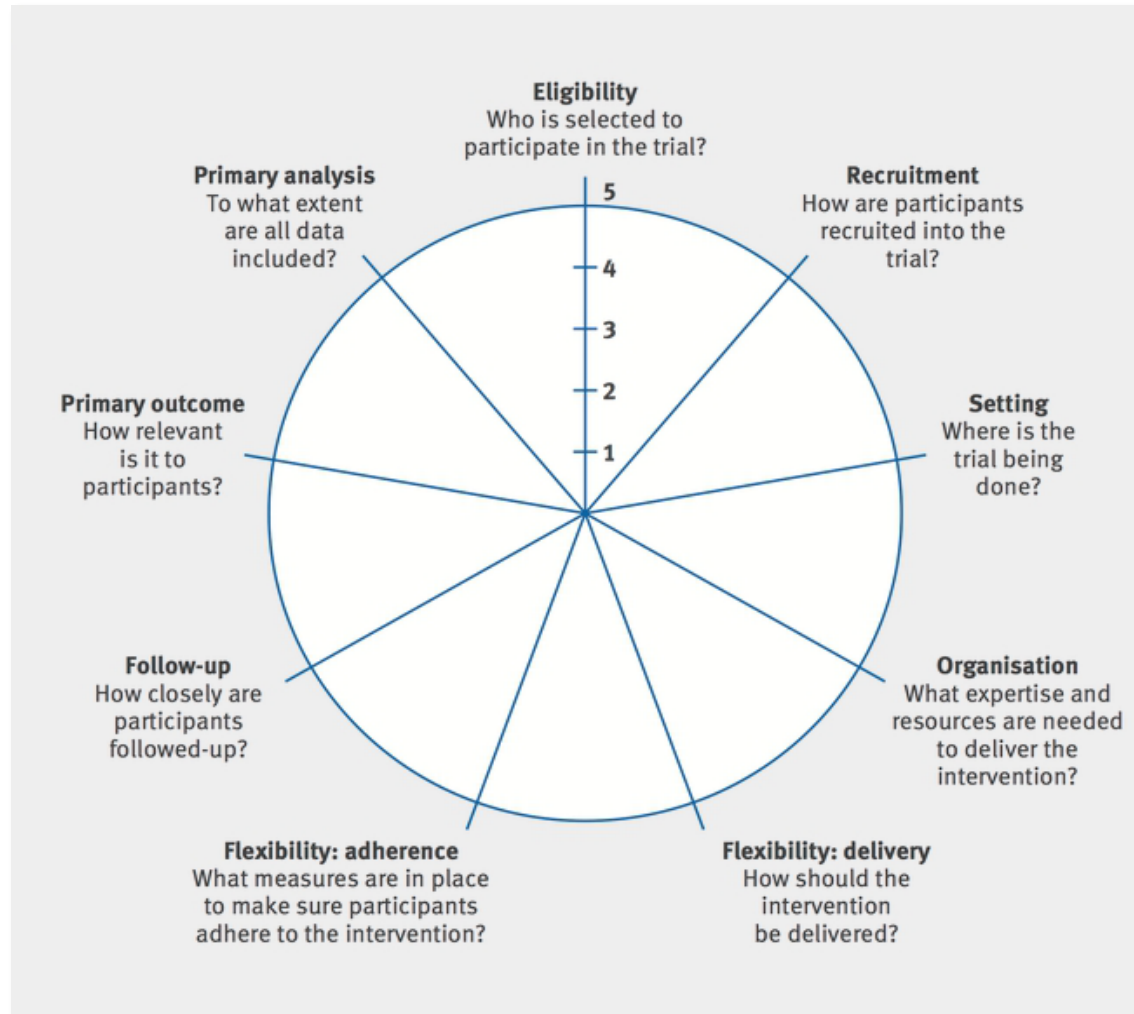 Eligibility
Who is selected to
participate in the trial?
Primary analysis
To what extent
are all data
included?
Recruitment
How are participants
recruited into the
trial?
5
4
3
2
1
Primary outcome
How relevant
is it to
participants?
Setting
Where is the
trial being
done?
Follow-up
How closely are
participants
followed-up?
Organisation
What expertise and
resources are needed
to deliver the
intervention?
Flexibility: adherence
What measures are in place
to make sure participants
adhere to the intervention?
Flexibility: delivery
How should the
intervention
be delivered?